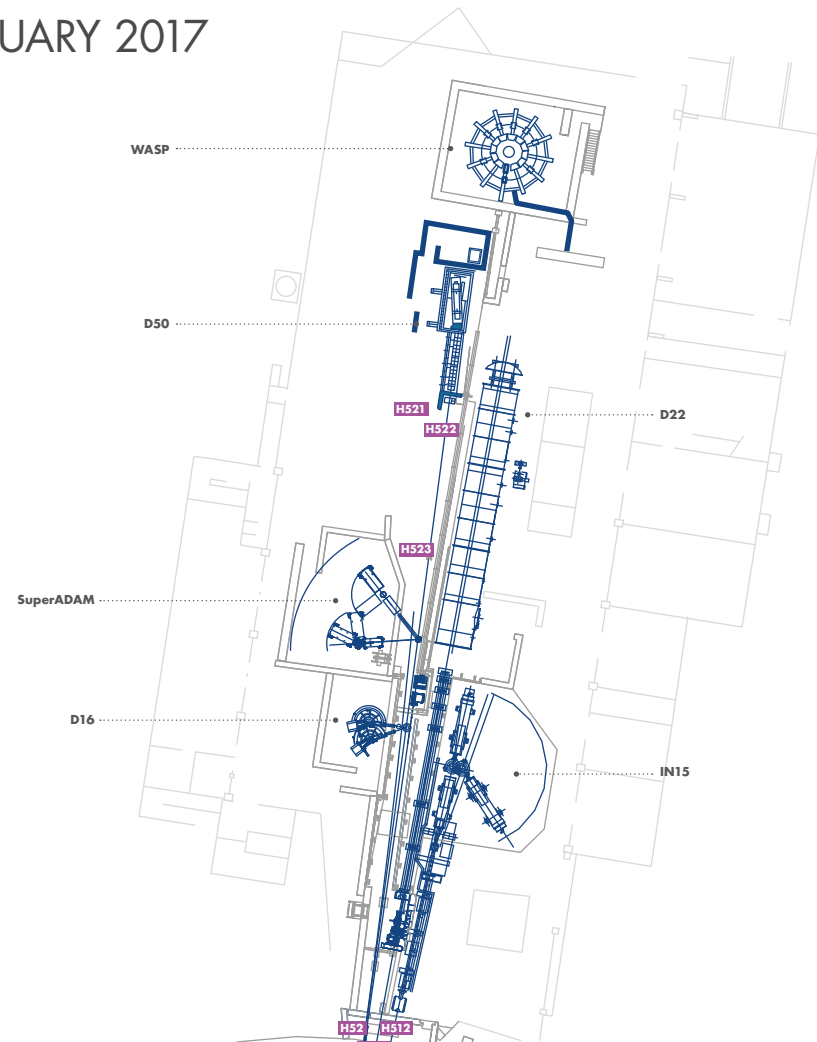 UARY 2017
WASP
D50
H521
D22
H522
H523
SuperADAM
D16
IN15
H52
H512